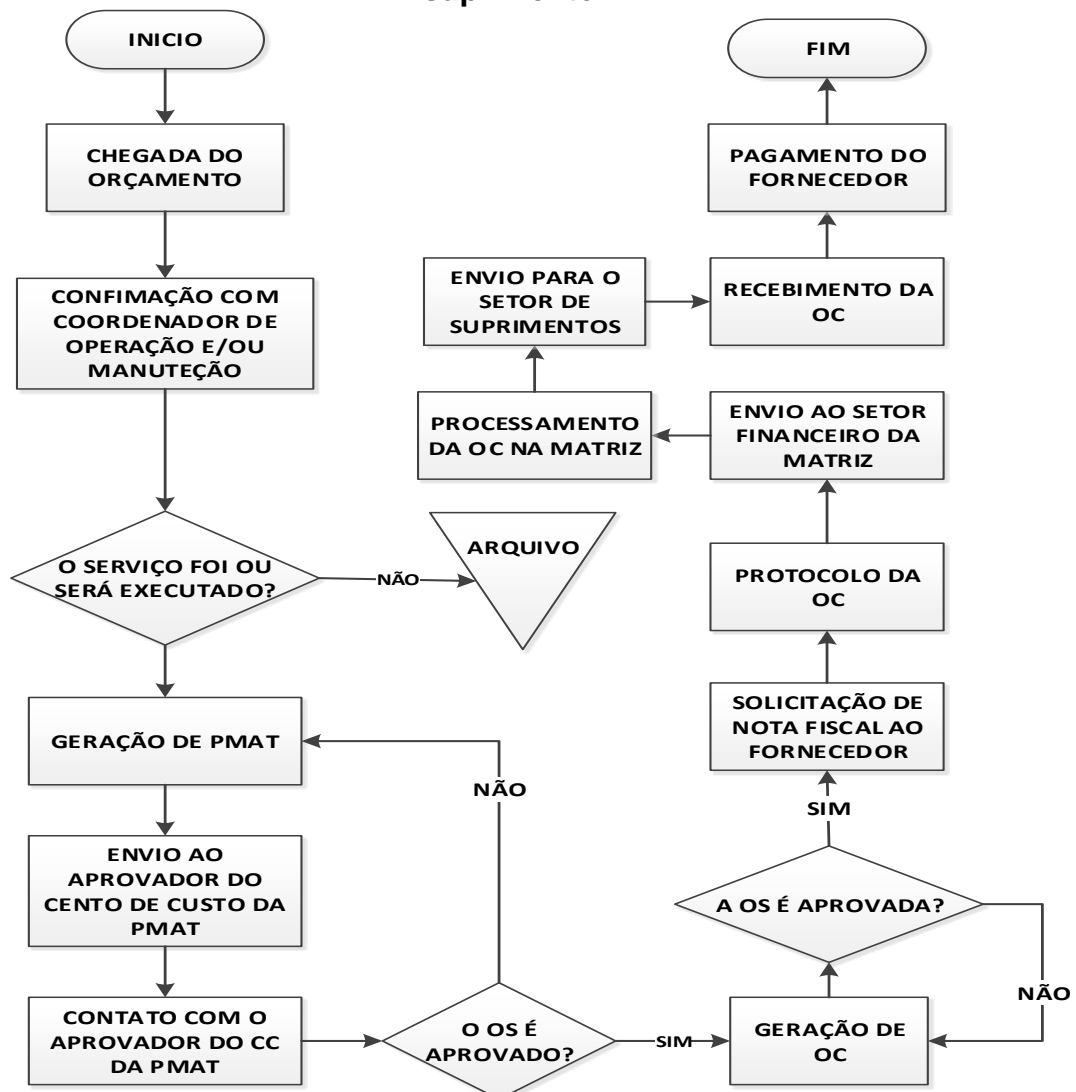 INICIO
CHEGADA DO
ORÇAMENTO
CONFIMAÇÃO COM
COORDENADOR DE
OPERAÇÃO E/OU
MANUTEÇÃO
O SERVIÇO FOI OU
SERÁ EXECUTADO?
NÃO
ARQUIVO
GERAÇÃO DE PMAT
ENVIO AO
APROVADOR DO
CENTO DE CUSTO DA
PMAT
CONTATO COM O
APROVADOR DO CC
DA PMAT
O OS É
APROVADO?
NÃO
SIM
GERAÇÃO DE
OC
A OS É APROVADA?
NÃO
SIM
SOLICITAÇÃO DE
NOTA FISCAL AO
FORNECEDOR
PROTOCOLO DA
OC
ENVIO AO SETOR
FINANCEIRO DA
MATRIZ
PROCESSAMENTO
DA OC NA MATRIZ
ENVIO PARA O
SETOR DE
SUPRIMENTOS
RECEBIMENTO DA
OC
PAGAMENTO DO
FORNECEDOR
FIM